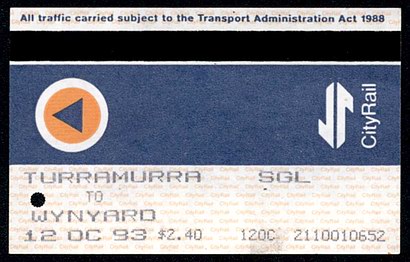 All traffic carried subject to the Transport Administration Act 1988
CityRail
TURRAMURRA SGL
TO
WYNYARD
12 OC 93 $2.40 120C 2110010652